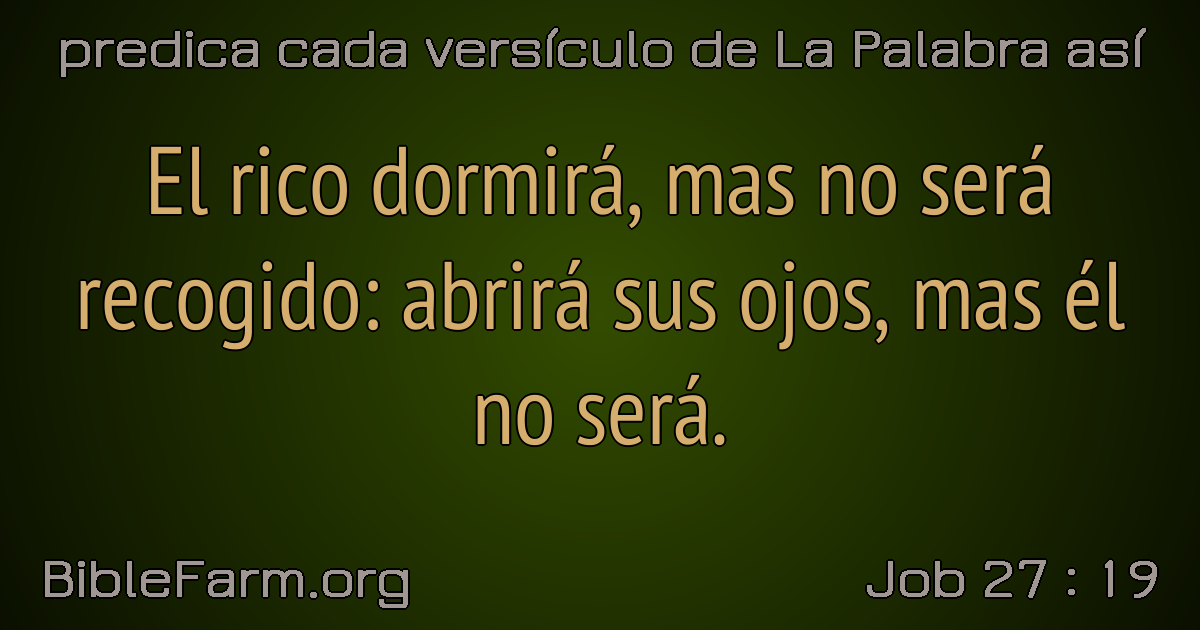 predica cada versículo de La Palabra así
El rico dormirá, mas no será
recogido: abrirá sus ojos, mas él
no será.
BibleFarm.org
Job 27 : 19